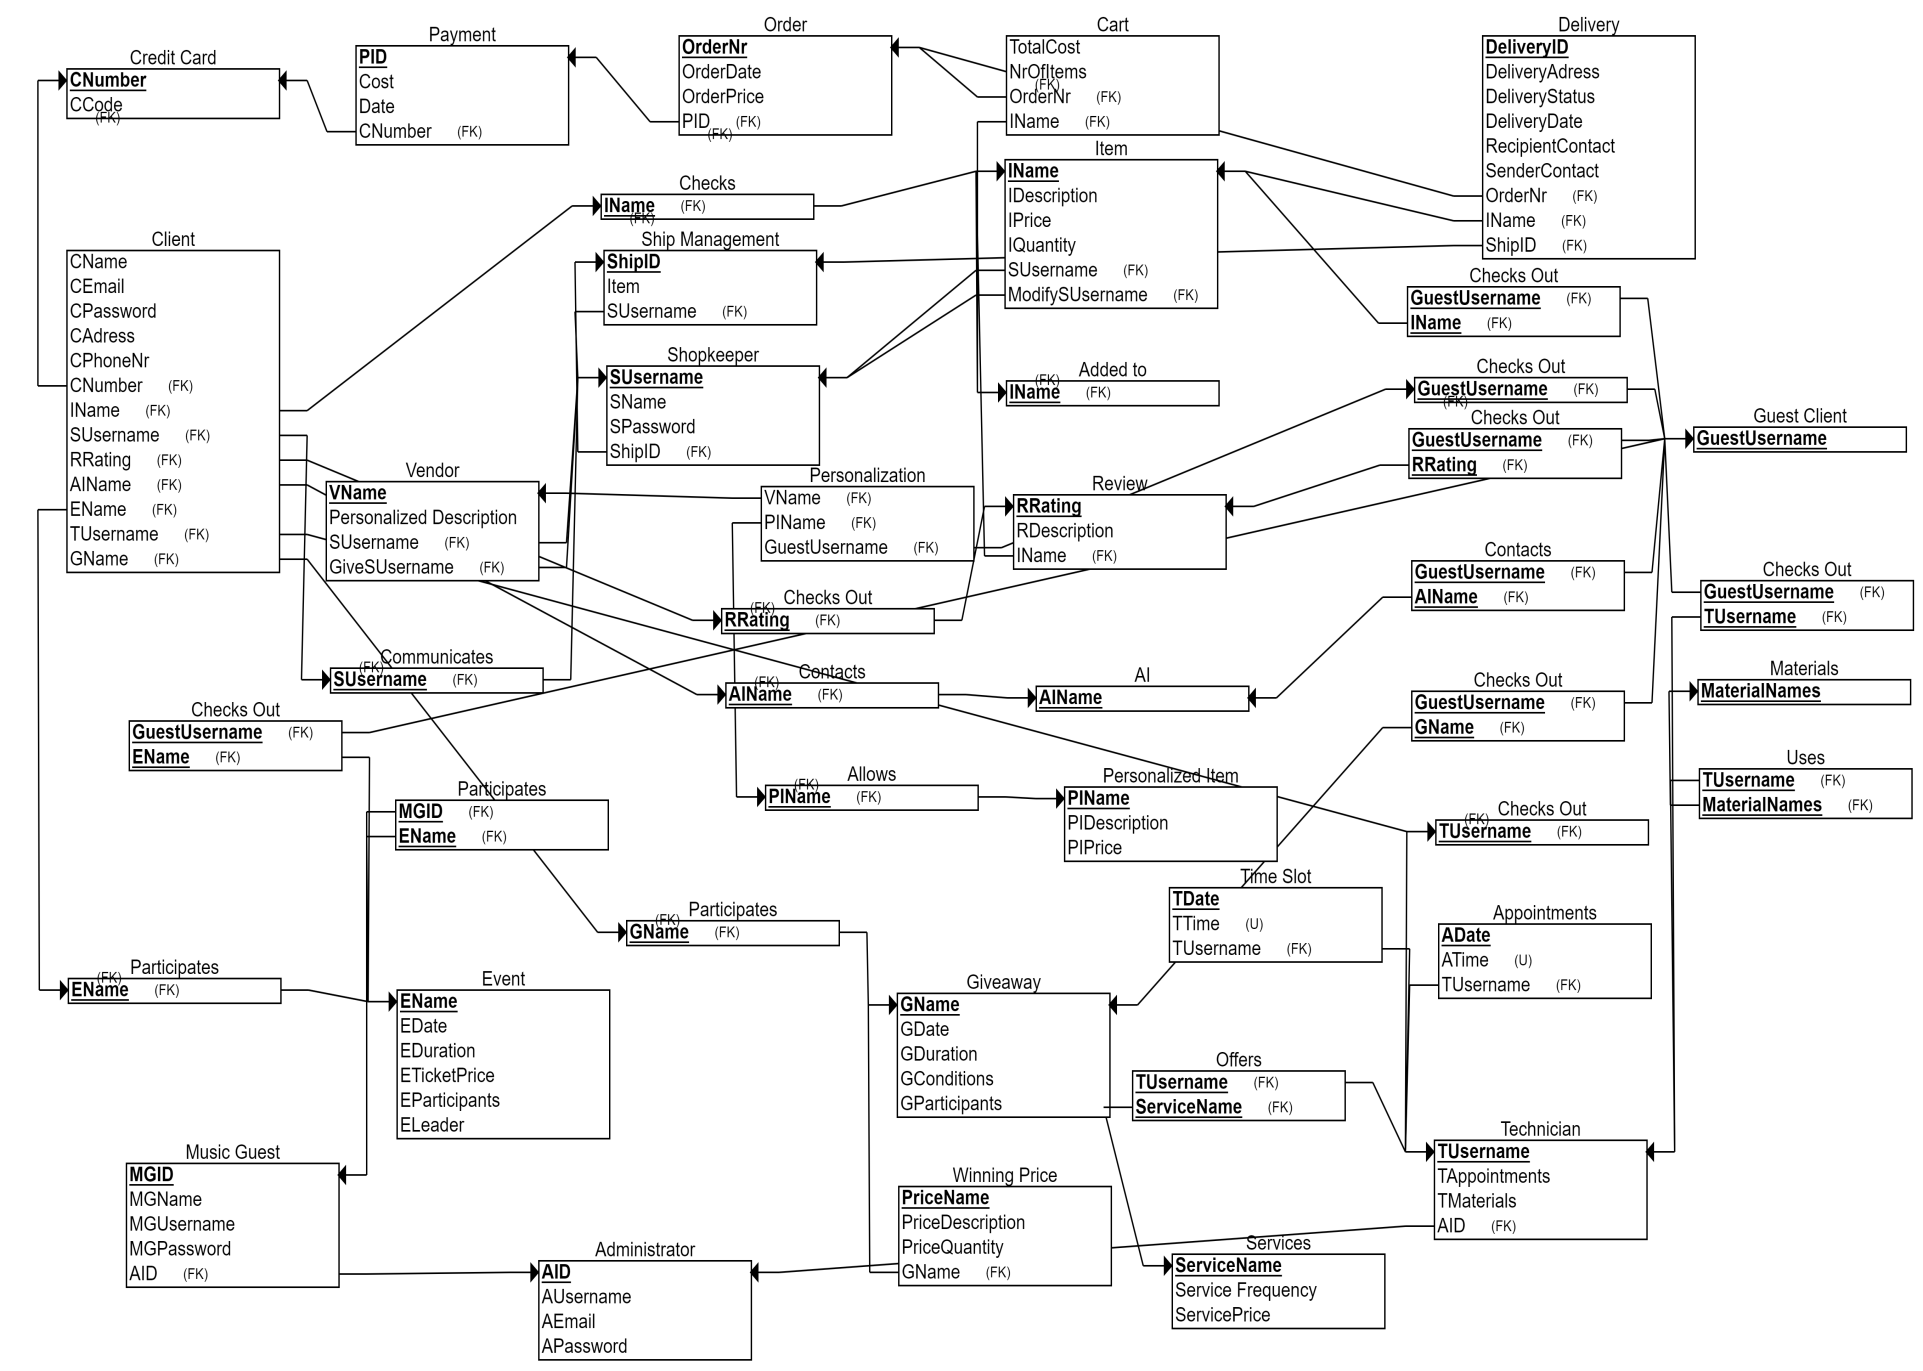 Credit Card
CNumber
CCode
(FK)
Payment
PID
Cost
Date
CNumber (FK)
Order
OrderNr
OrderDate
OrderPrice
PID (FK)
(FK)
Cart
TotalCost
NrOfItems
(FK)
OrderNr (FK)
IName (FK)
Delivery
DeliveryID
DeliveryAdress
DeliveryStatus
DeliveryDate
RecipientContact
SenderContact
OrderNr (FK)
IName (FK)
ShipID (FK)
Item
IName
IDescription
IPrice
IQuantity
SUsername (FK)
ModifySUsername (FK)
Checks
IName (FK)
(FK)
Client
CName
CEmail
CPassword
CAdress
CPhoneNr
CNumber (FK)
IName (FK)
SUsername (FK)
RRating (FK)
AIName (FK)
EName (FK)
TUsername (FK)
GName (FK)
Ship Management
ShipID
Item
SUsername (FK)
Checks Out
GuestUsername (FK)
IName (FK)
Shopkeeper
SUsername
SName
SPassword
ShipID (FK)
Added to
(FK)
IName (FK)
Checks Out
GuestUsername (FK)
(FK)
Checks Out
GuestUsername (FK)
RRating (FK)
Guest Client
GuestUsername
Vendor
VName
Personalized Description
SUsername (FK)
GiveSUsername (FK)
Personalization
VName (FK)
PIName (FK)
GuestUsername (FK)
Review
RRating
RDescription
IName (FK)
Contacts
GuestUsername (FK)
AIName (FK)
Checks Out
GuestUsername (FK)
TUsername (FK)
Checks Out
(FK)
RRating (FK)
Communicates
(FK)
SUsername (FK)
Contacts
(FK)
AIName (FK)
AI
AIName
Checks Out
GuestUsername (FK)
GName (FK)
Materials
MaterialNames
Checks Out
GuestUsername (FK)
EName (FK)
Participates
MGID (FK)
EName (FK)
Allows
(FK)
PIName (FK)
Personalized Item
PIName
PIDescription
PIPrice
Uses
TUsername (FK)
MaterialNames (FK)
Checks Out
(FK)
TUsername (FK)
Time Slot
TDate
TTime (U)
TUsername (FK)
Participates
(FK)
GName (FK)
Appointments
ADate
ATime (U)
TUsername (FK)
Participates
(FK)
EName (FK)
Event
EName
EDate
EDuration
ETicketPrice
EParticipants
ELeader
Giveaway
GName
GDate
GDuration
GConditions
GParticipants
Offers
TUsername (FK)
ServiceName (FK)
Technician
TUsername
TAppointments
TMaterials
AID (FK)
Music Guest
MGID
MGName
MGUsername
MGPassword
AID (FK)
Winning Price
PriceName
PriceDescription
PriceQuantity
GName (FK)
Administrator
AID
AUsername
AEmail
APassword
Services
ServiceName
Service Frequency
ServicePrice